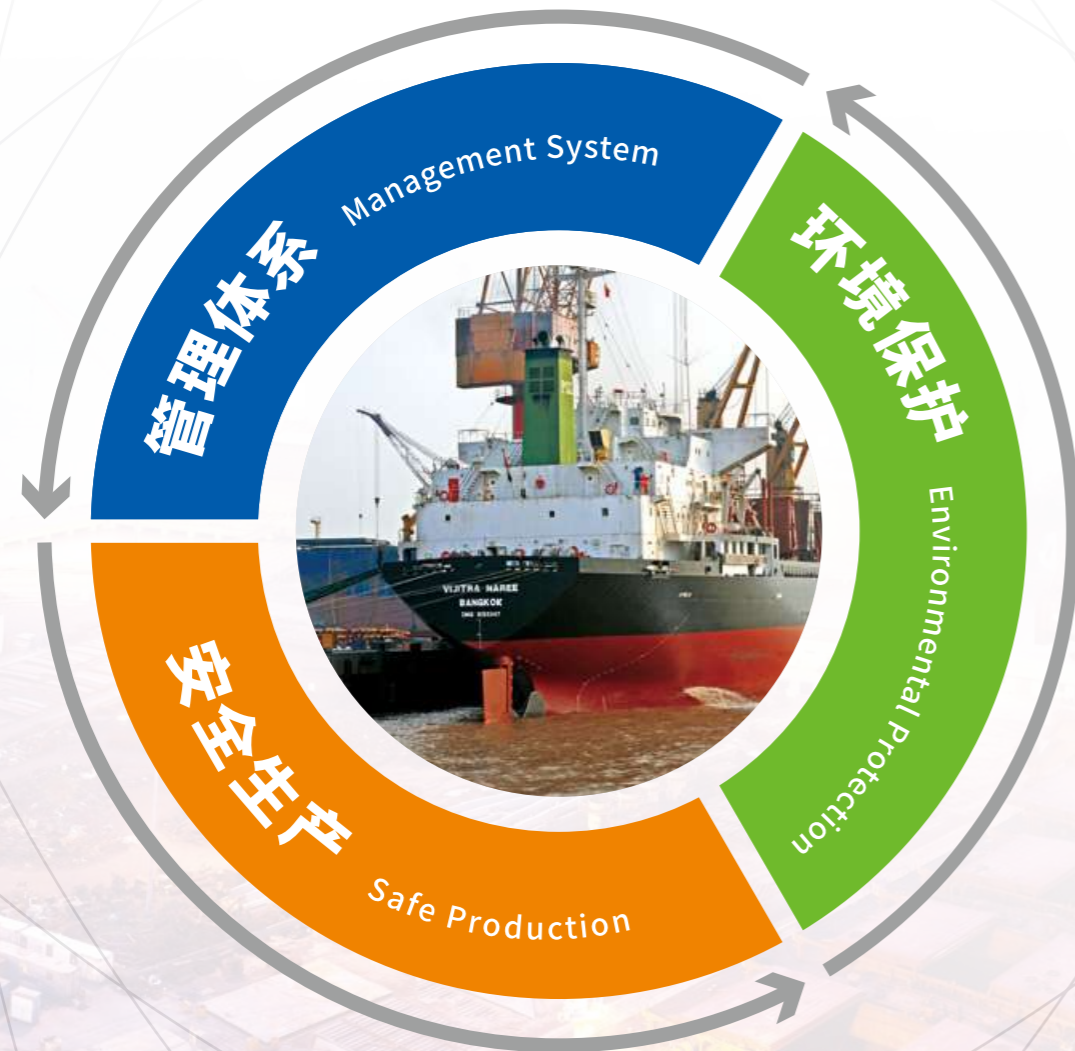 管理体系
Management System
环境保护
Environmental Protection
安全生产
Safe Production
VIJITRA NAREE
BANGKOK